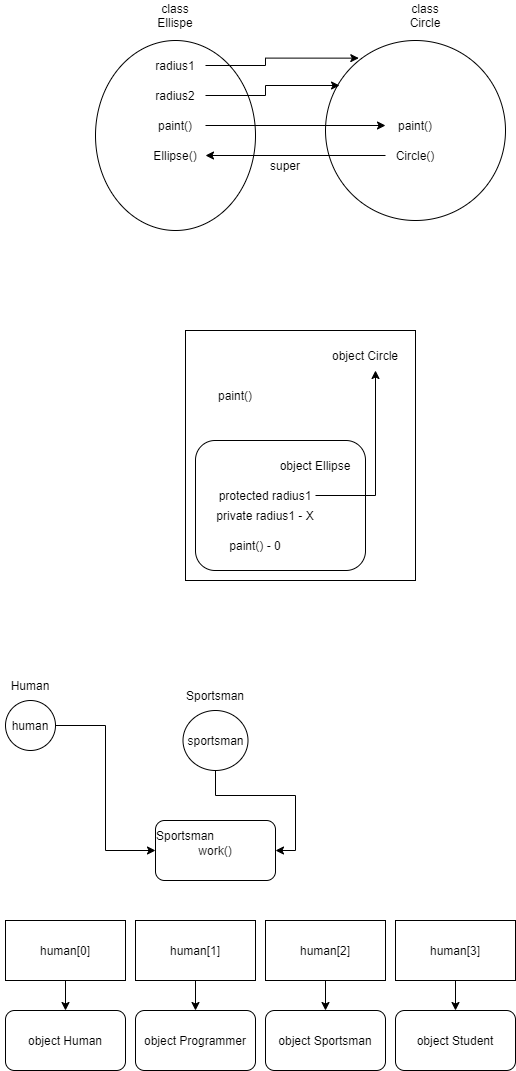 class
Ellispe
class
Circle
radius1
radius2
paint()
paint()
Ellipse()
Circle()
super
object Circle
paint()
object Ellipse
protected radius1
private radius1 - X
paint() - 0
Human
Sportsman
human
sportsman
Sportsman
work()
human[0]
human[1]
human[2]
human[3]
object Human
object Programmer
object Sportsman
object Student